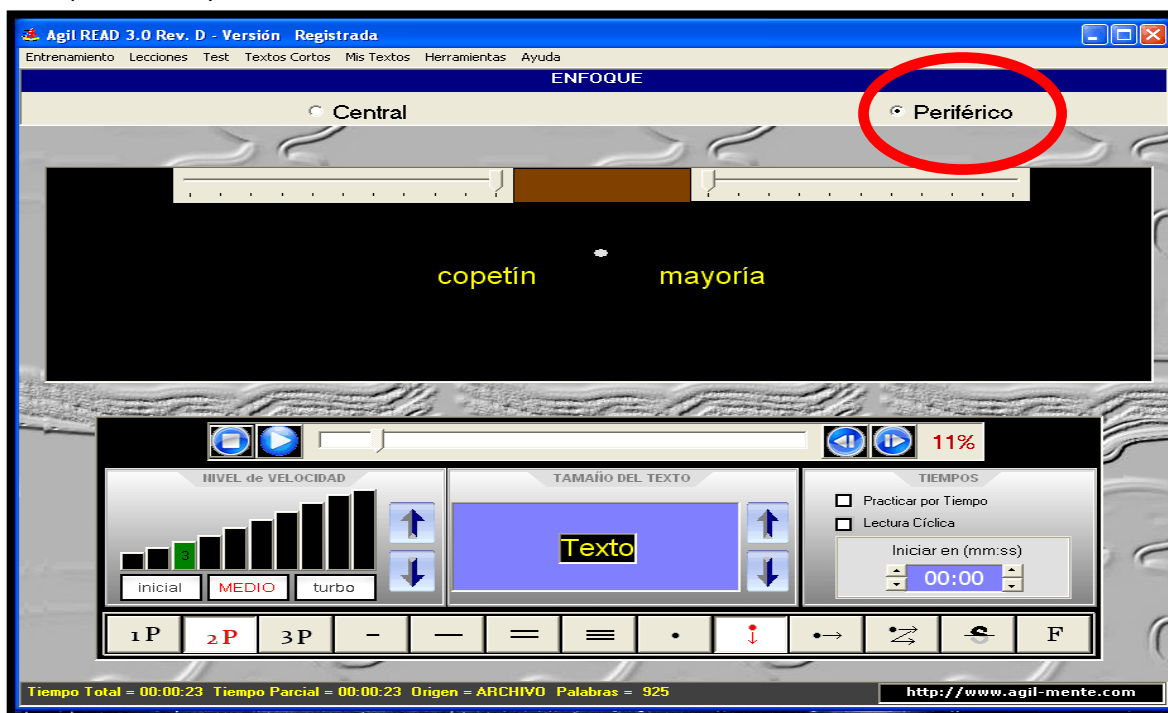 Agil READ 3.0 Rev. D - Versión Registrada
Entrenamiento Lecciones Test Textos Cortos Mis Textos Herramientas Ayuda
ENFOQUE
Central Periférico
copetín mayoría
11%
NIVEL de VELOCIDAD TAMAÑO DEL TEXTO TIEMPOS
Practicar por Tiempo
Lectura Cíclica
3 Texto Iniciar en (mm:ss)
00:00
inicial MEDIO turbo
1 P 2 P 3 P S F
Tiempo Total = 00:00:23 Tiempo Parcial = 00:00:23 Origen = ARCHIVO Palabras = 925 http://www.agil-mente.com